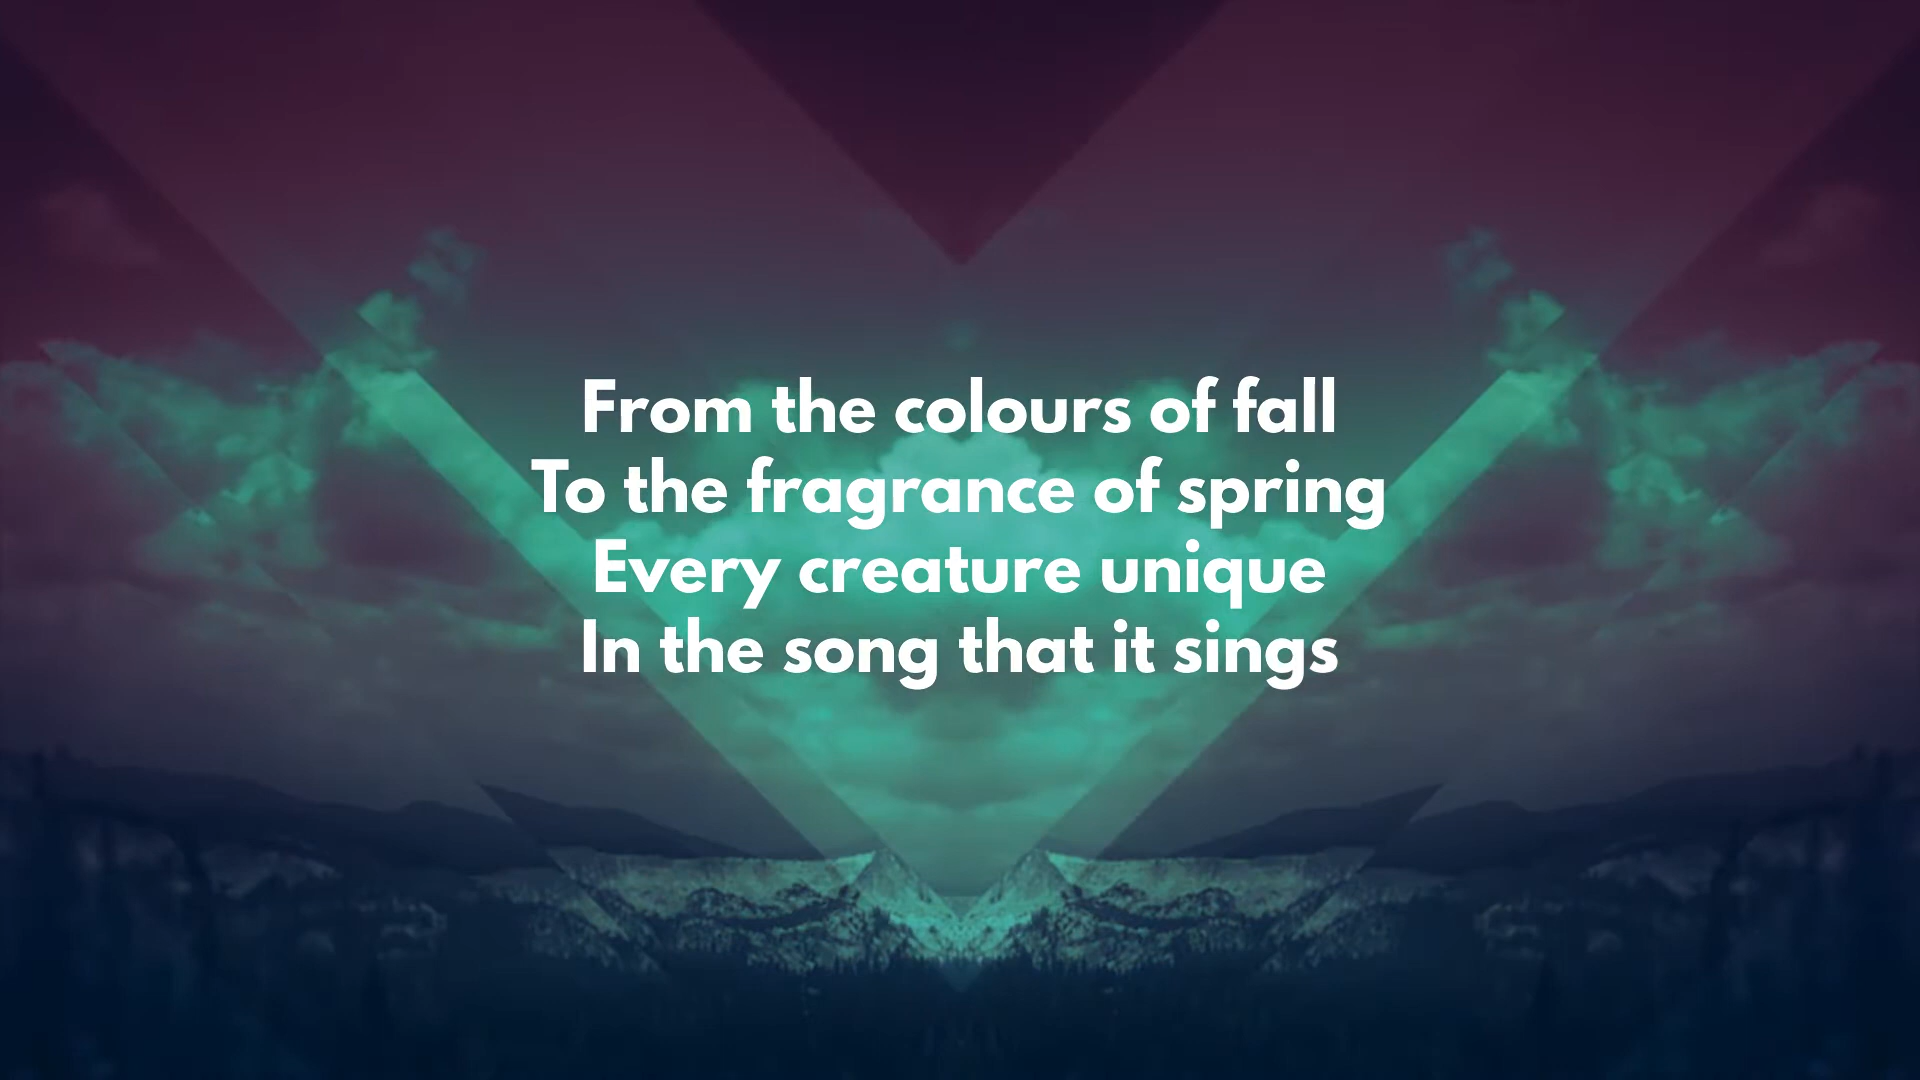 From the colours of fall
To the fragrance of spring
Every creature unique
In the song that it sings